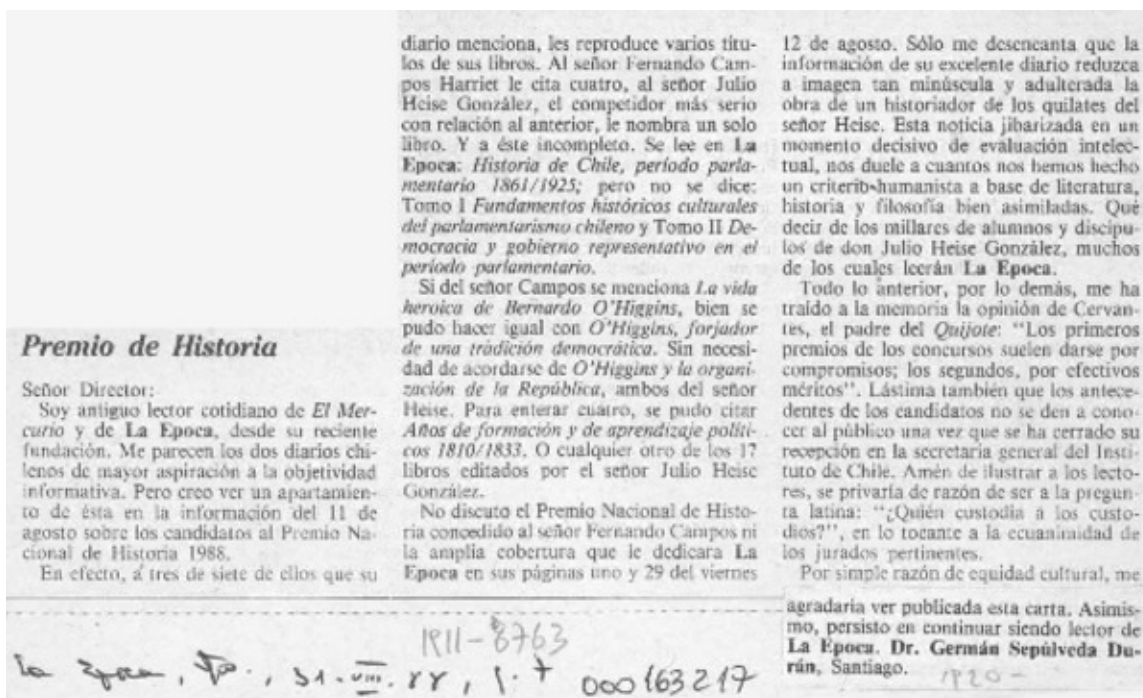 Premio de Historia
Señor Director:
Soy antiguo lector cotidiano de El Mer-
curio y de La Epoca, desde su reciente
fundación. Me parecen los dos diarios chi-
lenos de mayor aspiración a la objetividad
informativa. Pero creo ver un apartamien-
to de ésta en la información del 11 de
agosto sobre los candidatos al Premio Na-
cional de Historia 1988.
En efecto, a tres de siete de ellos que su
diario menciona, les reproduce varios títu-
los de sus libros. Al señor Fernando Cam-
pos Harriet le cita cuatro, al señor Julio
Heise González, el competidor más serio
con relación al anterior, le nombra un solo
libro. Y a éste incompleto. Se lee en La
Epoca: Historia de Chile, período parla-
mentario 1861/1925; pero no se dice:
Tomo I Fundamentos históricos culturales
del parlamentarismo chileno y Tomo II De-
mocracia y gobierno representativo en el
período parlamentario.
Si del señor Campos se menciona La vida
heroica de Bernardo O'Higgins, bien se
pudo hacer igual con O'Higgins, forjador
de una tradición democrática. Sin necesi-
dad de acordarse de O'Higgins y la organi-
zación de la República, ambos del señor
Heise. Para enterar cuatro, se pudo citar
Años de formación y de aprendizaje políti-
cos 1810/1833. O cualquier otro de los 17
libros editados por el señor Julio Heise
González.
No discuto el Premio Nacional de Histo-
ria concedido al señor Fernando Campos ni
la amplia cobertura que le dedicara La
Epoca en sus páginas uno y 29 del viernes
12 de agosto. Sólo me desencanta que la
información de su excelente diario reduzca
a imagen tan minúscula y adulterada la
obra de un historiador de los quilates del
señor Heise. Esta noticia jibarizada en un
momento decisivo de evaluación intelec-
tual, nos duele a cuantos nos hemos hecho
un criterio humanista a base de literatura,
historia y filosofía bien asimiladas. Qué
decir de los millares de alumnos y discípu-
los de don Julio Heise González, muchos
de los cuales leerán La Epoca.
Todo lo anterior, por lo demás, me ha
traído a la memoria la opinión de Cervan-
tes, el padre del Quijote: "Los primeros
premios de los concursos suelen darse por
compromisos; los segundos, por efectivos
méritos". Lástima también que los antece-
dentes de los candidatos no se den a cono-
cer al público una vez que se ha cerrado su
recepción en la secretaría general del Insti-
tuto de Chile. Amén de ilustrar a los lecto-
res, se privaría de razón de ser a la pregun-
ta latina: "¿Quién custodia a los custo-
dios?", en lo tocante a la ecuanimidad de
los jurados pertinentes.
Por simple razón de equidad cultural, me
agradaría ver publicada esta carta. Asimis-
mo, persisto en continuar siendo lector de
La Epoca. Dr. Germán Sepúlveda Du-
rán, Santiago.
1920-
1911-8763
La Epoca, Stgo., 31.VIII.88, p. 7
000163217